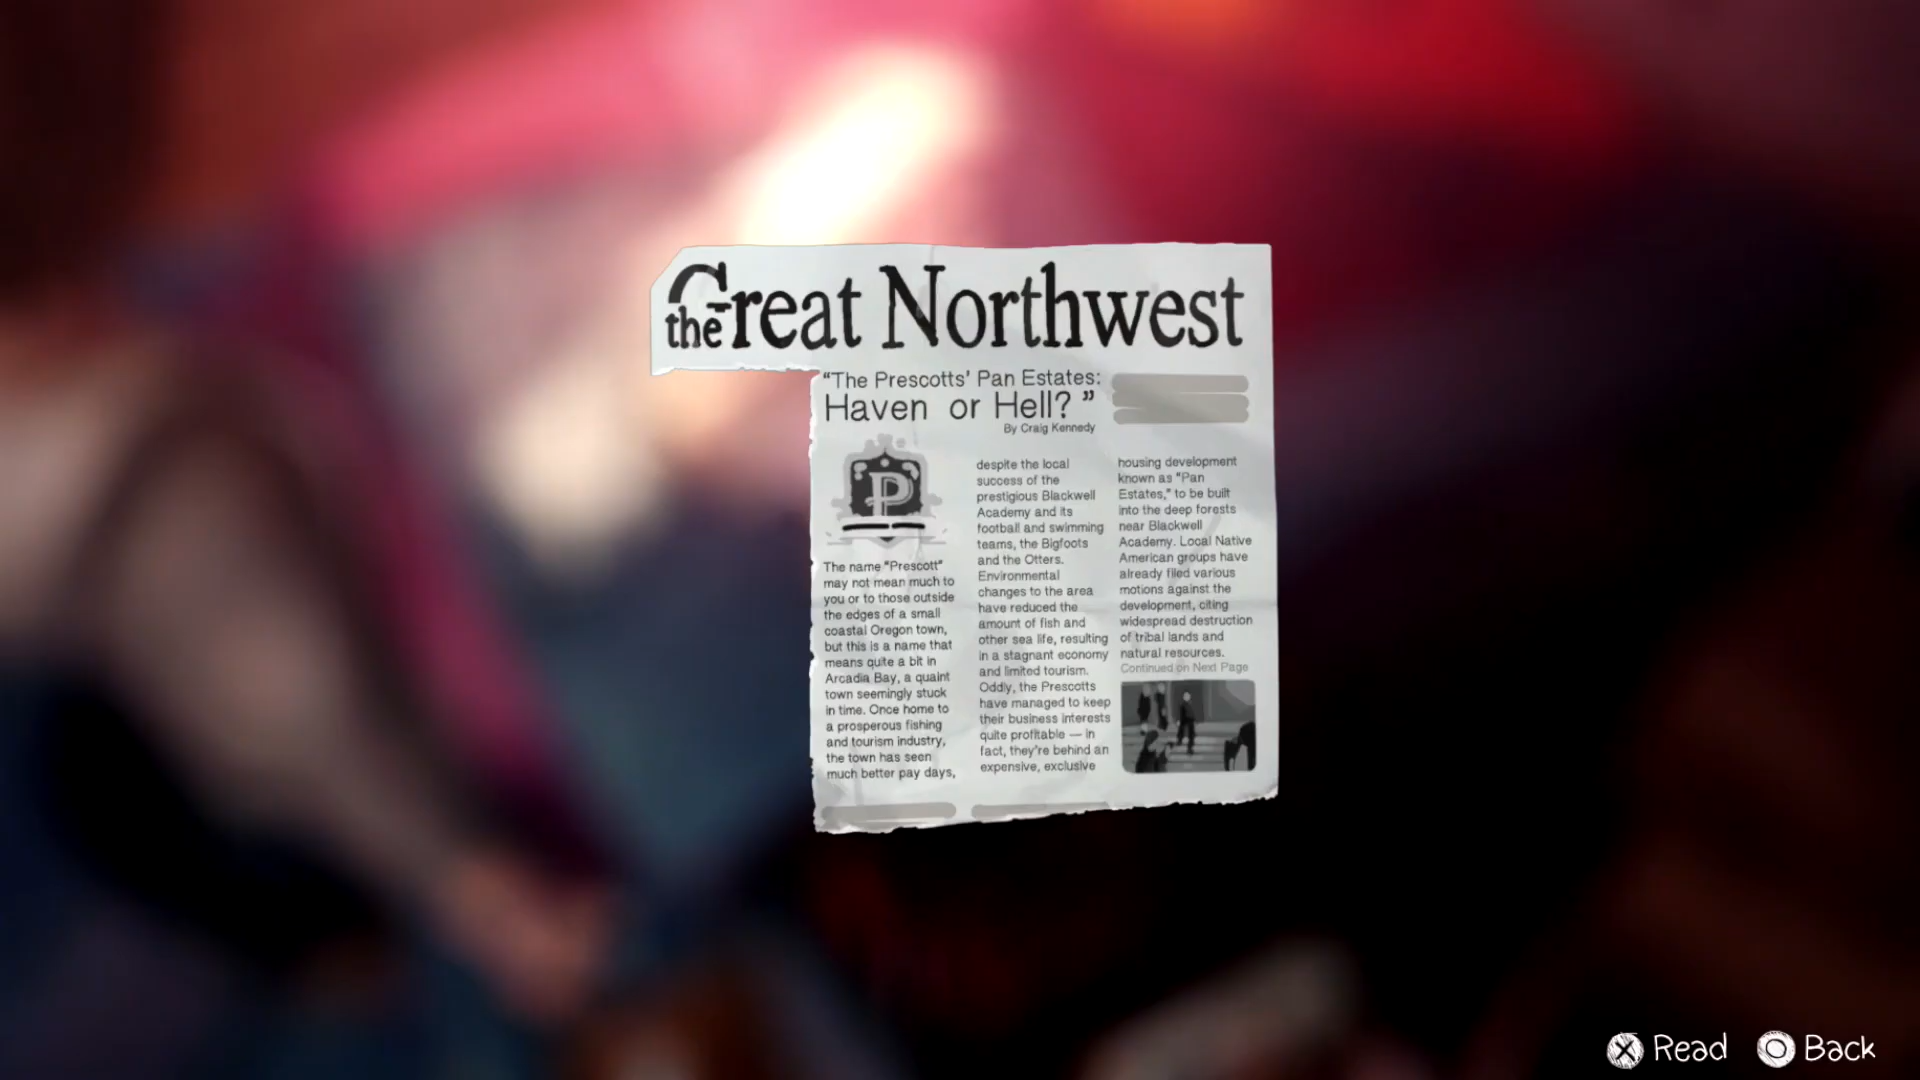 the Great Northwest
“The Prescotts’ Pan Estates:
Haven or Hell? ”
By Craig Kennedy
P
The name “Prescott”
may not mean much to
you or to those outside
the edges of a small
coastal Oregon town,
but this is a name that
means quite a bit in
Arcadia Bay, a quaint
town seemingly stuck
in time. Once home to
a prosperous fishing
and tourism industry,
the town has seen
much better pay days,
despite the local
success of the
prestigious Blackwell
Academy and its
football and swimming
teams, the Bigfoots
and the Otters.
Environmental
changes to the area
have reduced the
amount of fish and
other sea life, resulting
in a stagnant economy
and limited tourism.
Oddly, the Prescotts
have managed to keep
their business interests
quite profitable — in
fact, they’re behind an
expensive, exclusive
housing development
known as “Pan
Estates,” to be built
into the deep forests
near Blackwell
Academy. Local Native
American groups have
already filed various
motions against the
development, citing
widespread destruction
of tribal lands and
natural resources.
Continued on Next Page
Read
Back